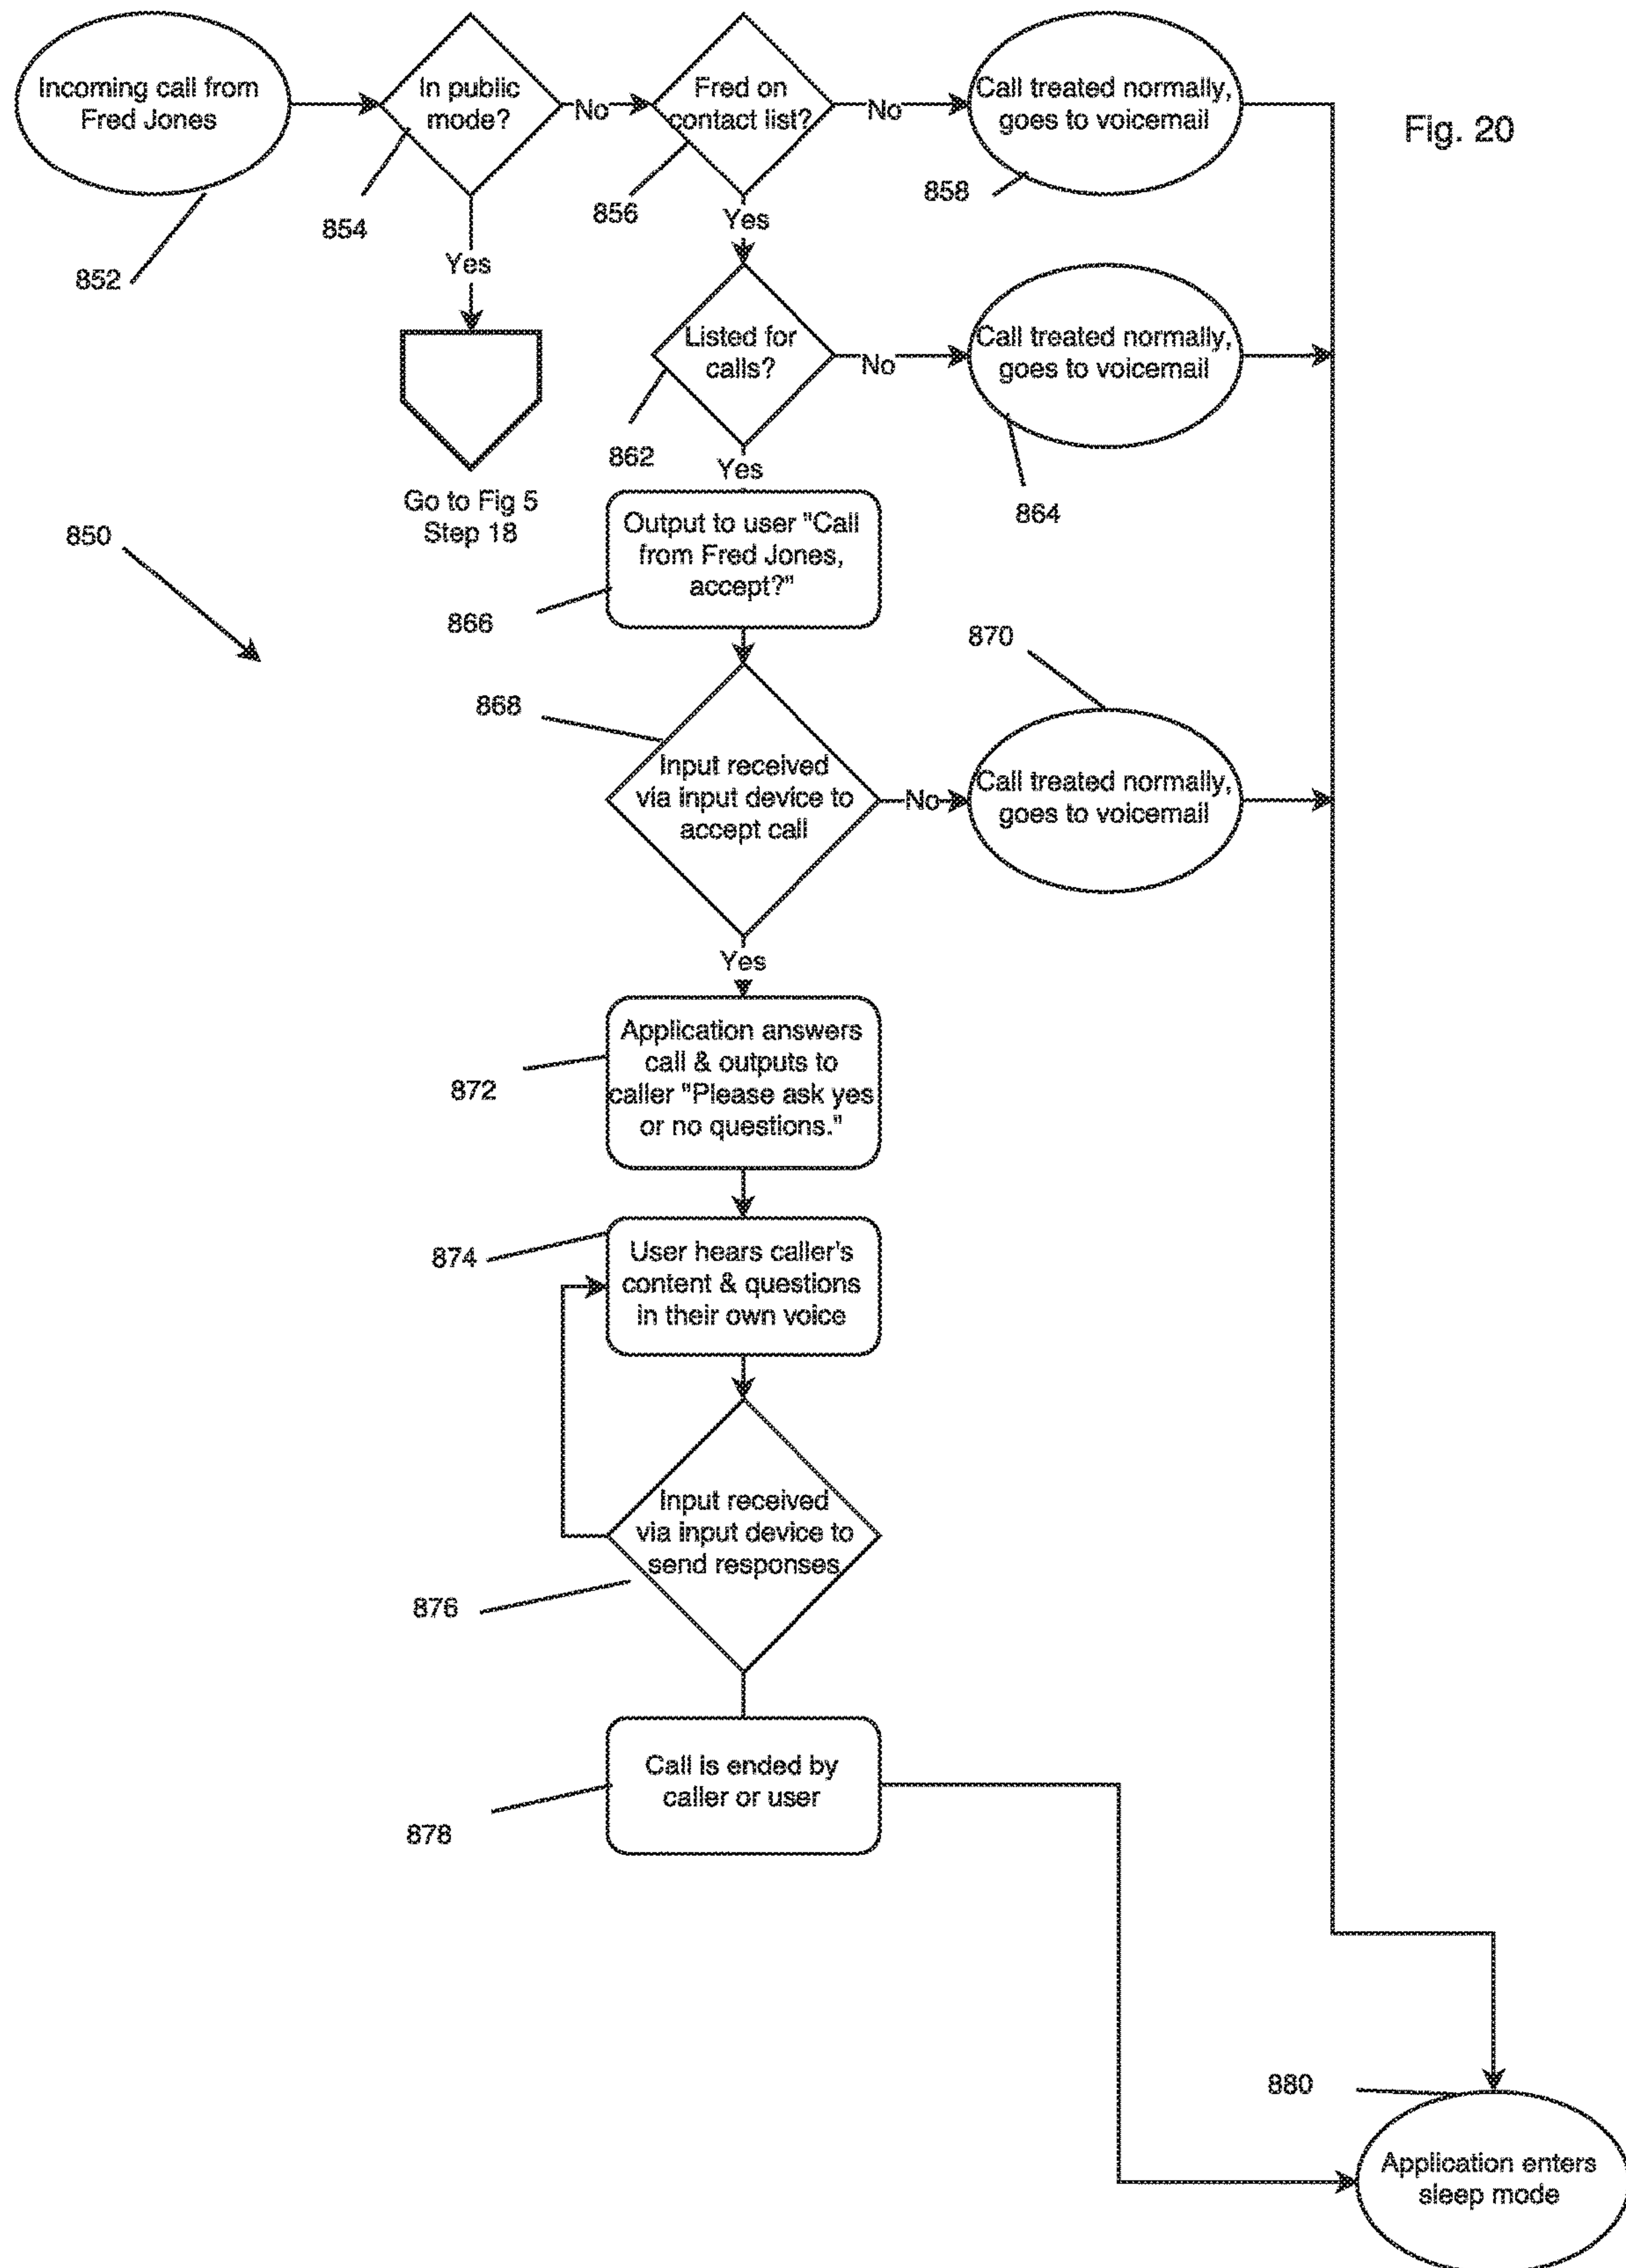 Incoming call from
Fred Jones
In public
mode?
No
Fred on
contact list?
No
Call treated normally,
goes to voicemail
Fig. 20
852
854
856
858
Yes
Yes
Go to Fig 5
Step 18
Listed for
calls?
No
Call treated normally,
goes to voicemail
862
864
Yes
850
Output to user "Call
from Fred Jones,
accept?"
866
868
870
Input received
via input device to
accept call
No
Call treated normally,
goes to voicemail
Yes
Application answers
call & outputs to
caller "Please ask yes
or no questions."
872
874
User hears caller's
content & questions
in their own voice
Input received
via input device to
send responses
876
Call is ended by
caller or user
878
880
Application enters
sleep mode